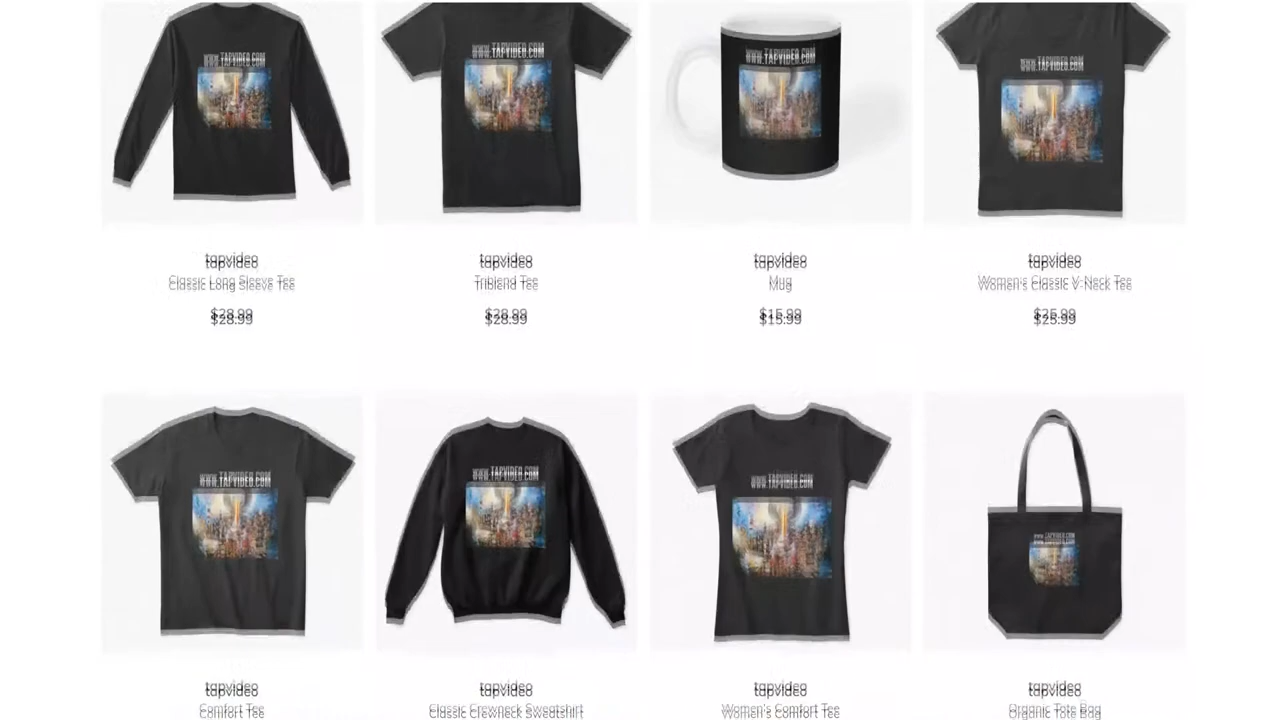 WWW.TAPVIDEO.COM
WWW.TAPVIDEO.COM
WWW.TAPVIDEO.COM
WWW.TAPVIDEO.COM
tapvideo
Classic Long Sleeve Tee
$28.99
tapvideo
Triblend Tee
$28.99
tapvideo
Mug
$15.99
tapvideo
Women's Classic V-Neck Tee
$25.99
WWW.TAPVIDEO.COM
WWW.TAPVIDEO.COM
WWW.TAPVIDEO.COM
WWW.TAPVIDEO.COM
tapvideo
Comfort Tee
tapvideo
Classic Crewneck Sweatshirt
tapvideo
Women's Comfort Tee
tapvideo
Organic Tote Bag